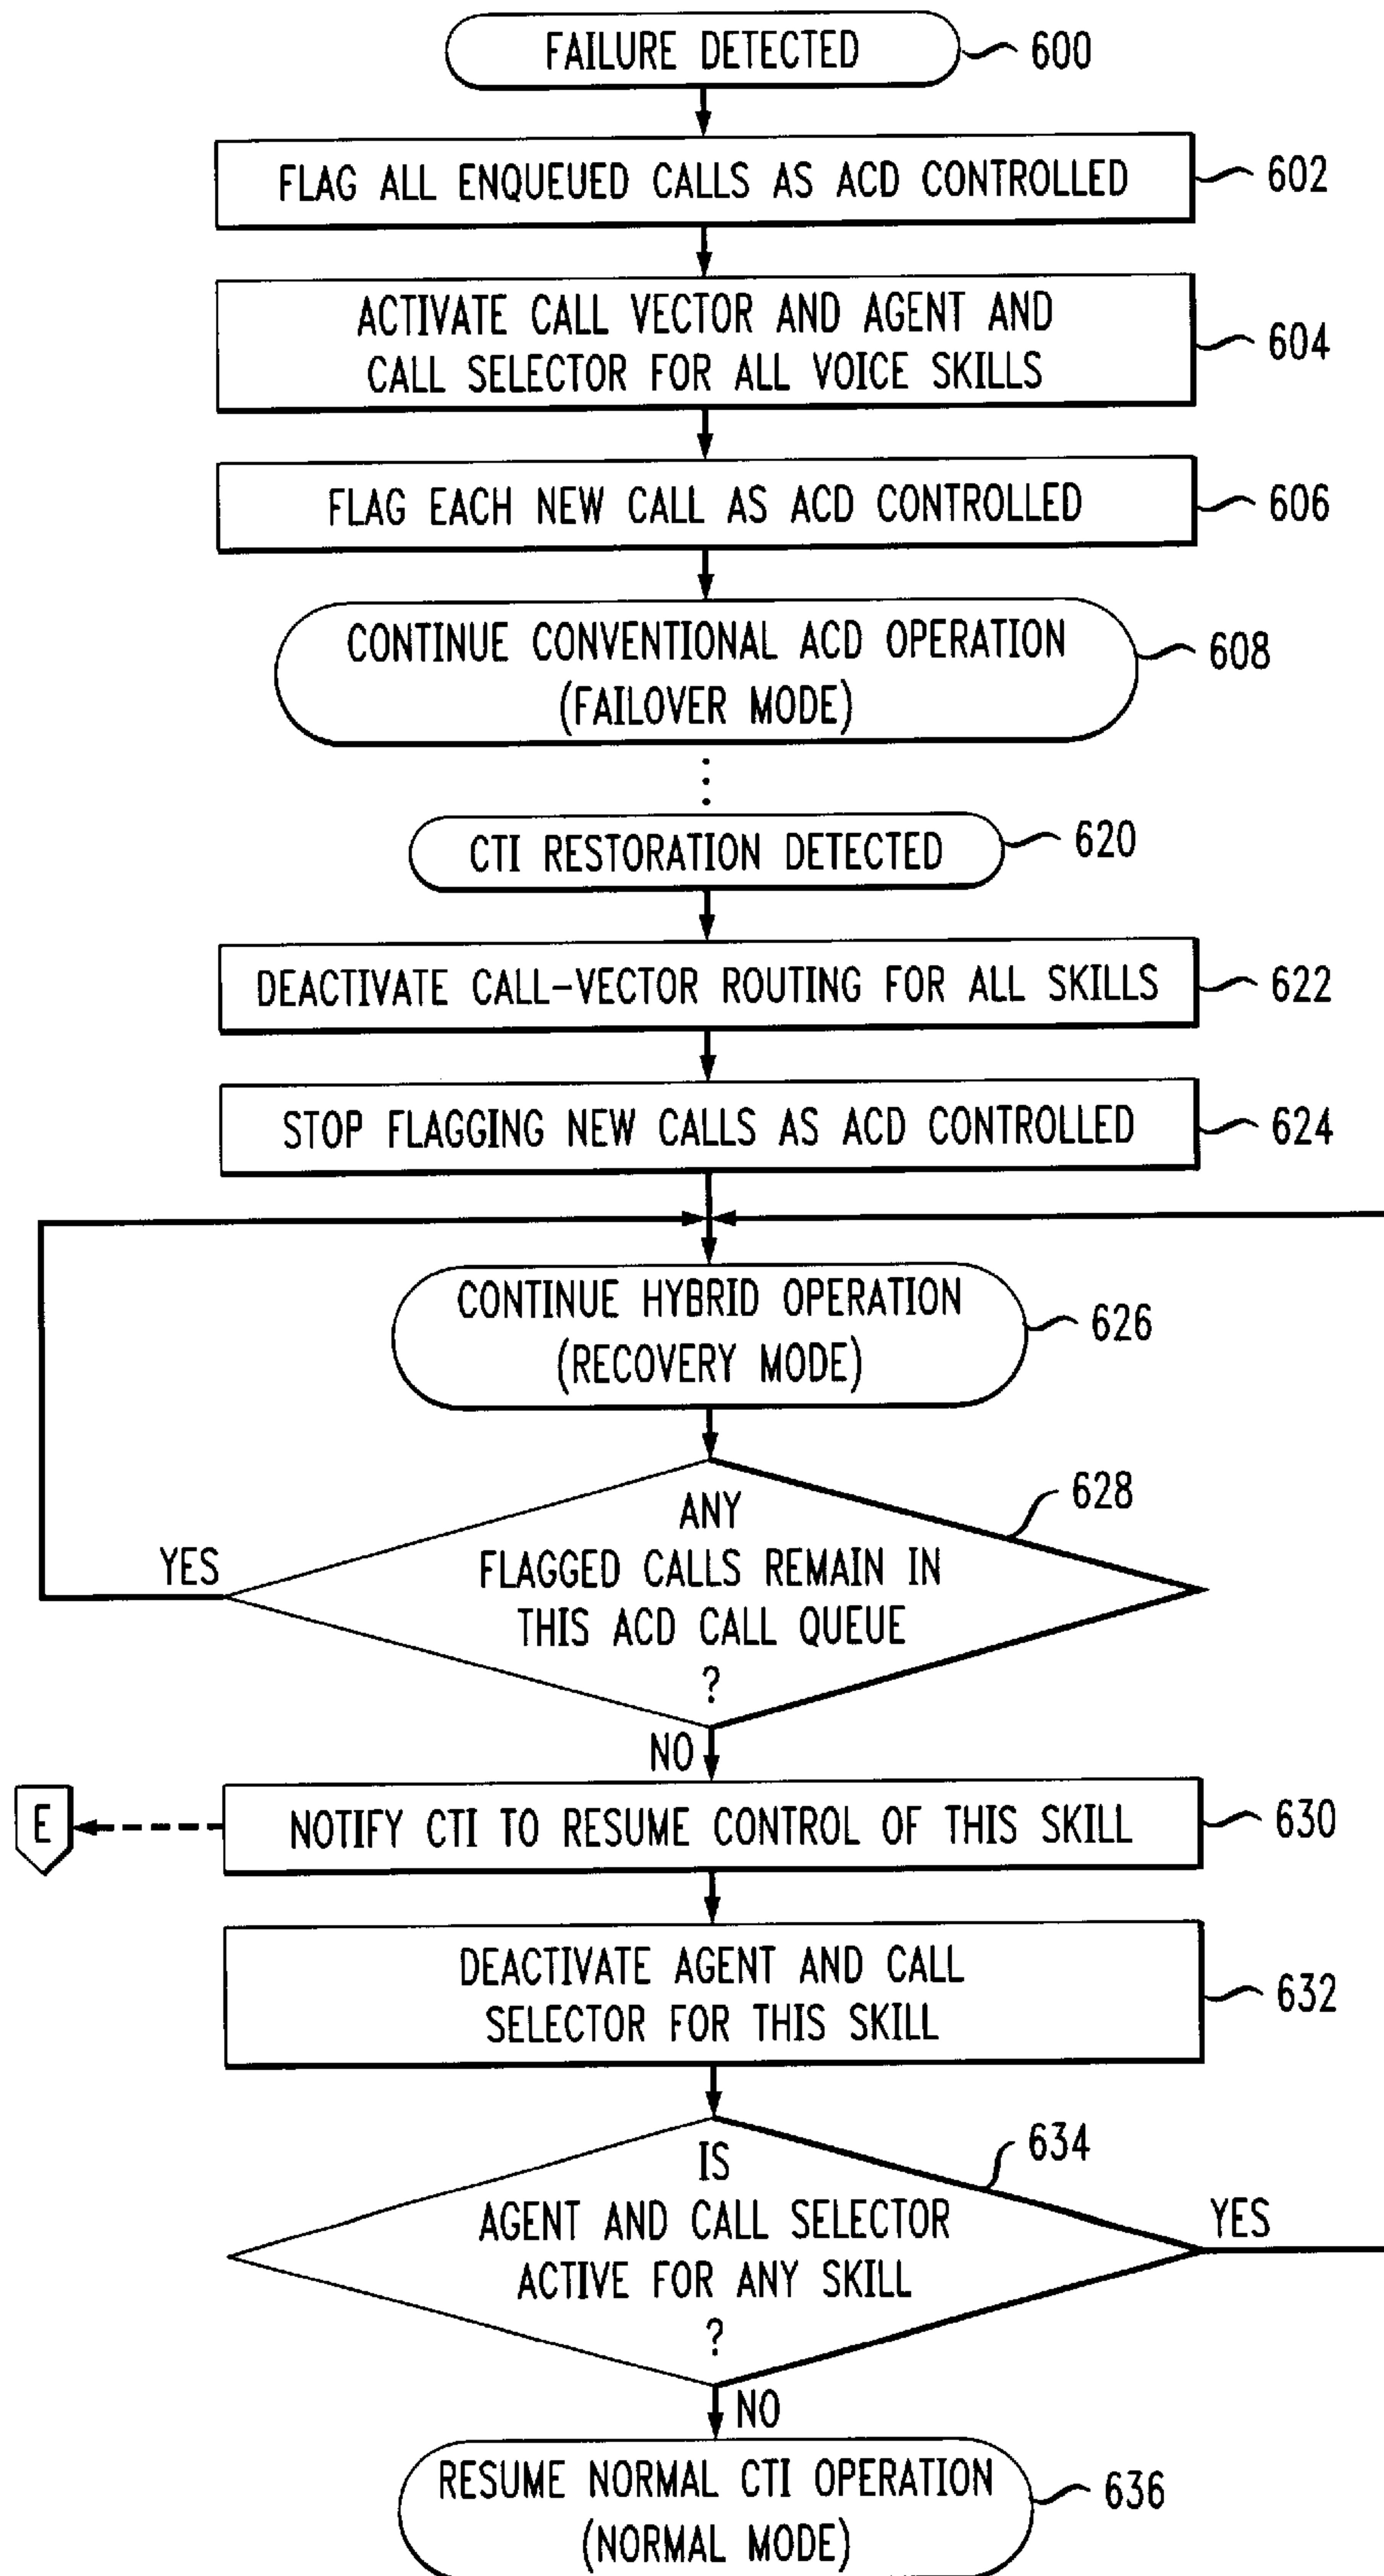 FAILURE DETECTED
600
FLAG ALL ENQUEUED CALLS AS ACD CONTROLLED
602
ACTIVATE CALL VECTOR AND AGENT AND
CALL SELECTOR FOR ALL VOICE SKILLS
604
FLAG EACH NEW CALL AS ACD CONTROLLED
606
CONTINUE CONVENTIONAL ACD OPERATION
(FAILOVER MODE)
608
CTI RESTORATION DETECTED
620
DEACTIVATE CALL-VECTOR ROUTING FOR ALL SKILLS
622
STOP FLAGGING NEW CALLS AS ACD CONTROLLED
624
CONTINUE HYBRID OPERATION
(RECOVERY MODE)
626
ANY
FLAGGED CALLS REMAIN IN
THIS ACD CALL QUEUE
?
628
YES
NO
E
NOTIFY CTI TO RESUME CONTROL OF THIS SKILL
630
DEACTIVATE AGENT AND CALL
SELECTOR FOR THIS SKILL
632
IS
AGENT AND CALL SELECTOR
ACTIVE FOR ANY SKILL
?
634
YES
NO
RESUME NORMAL CTI OPERATION
(NORMAL MODE)
636